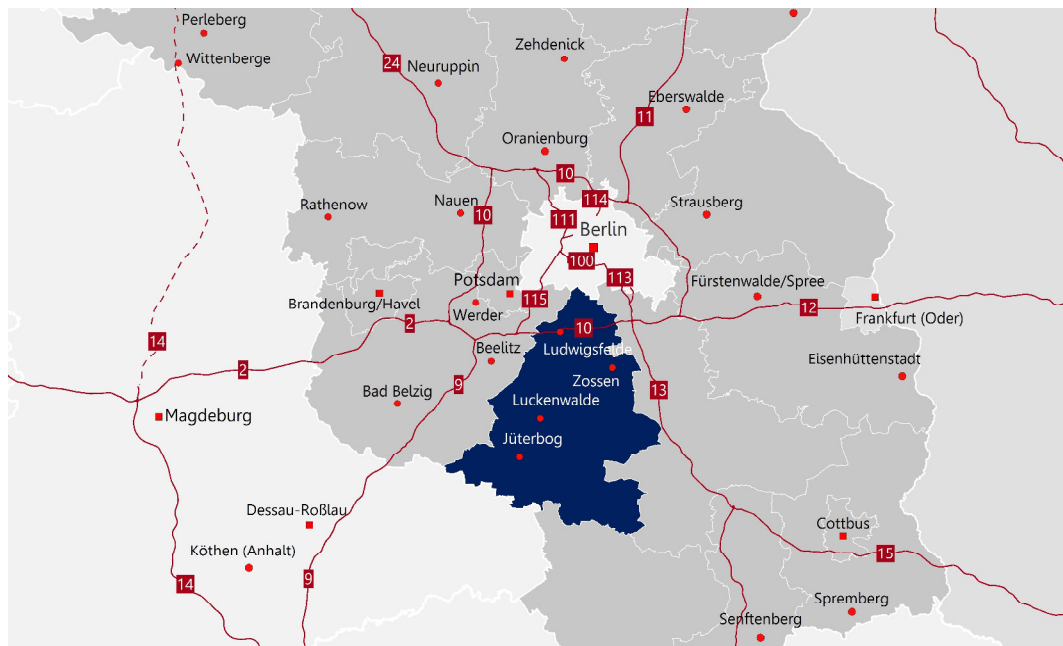 Perleberg
Wittenberge
Zehdenick
Neuruppin
24
Eberswalde
11
Oranienburg
10
114
Rathenow
Nauen
10
111
Strausberg
Berlin
100
113
Potsdam
Fürstenwalde/Spree
Brandenburg/Havel
115
Werder
12
2
10
Frankfurt (Oder)
14
Ludwigsfelde
Beelitz
Eisenhüttenstadt
2
9
Zossen
13
Bad Belzig
Luckenwalde
Magdeburg
Jüterbog
Dessau-Roßlau
Cottbus
Köthen (Anhalt)
15
9
14
Spremberg
Senftenberg